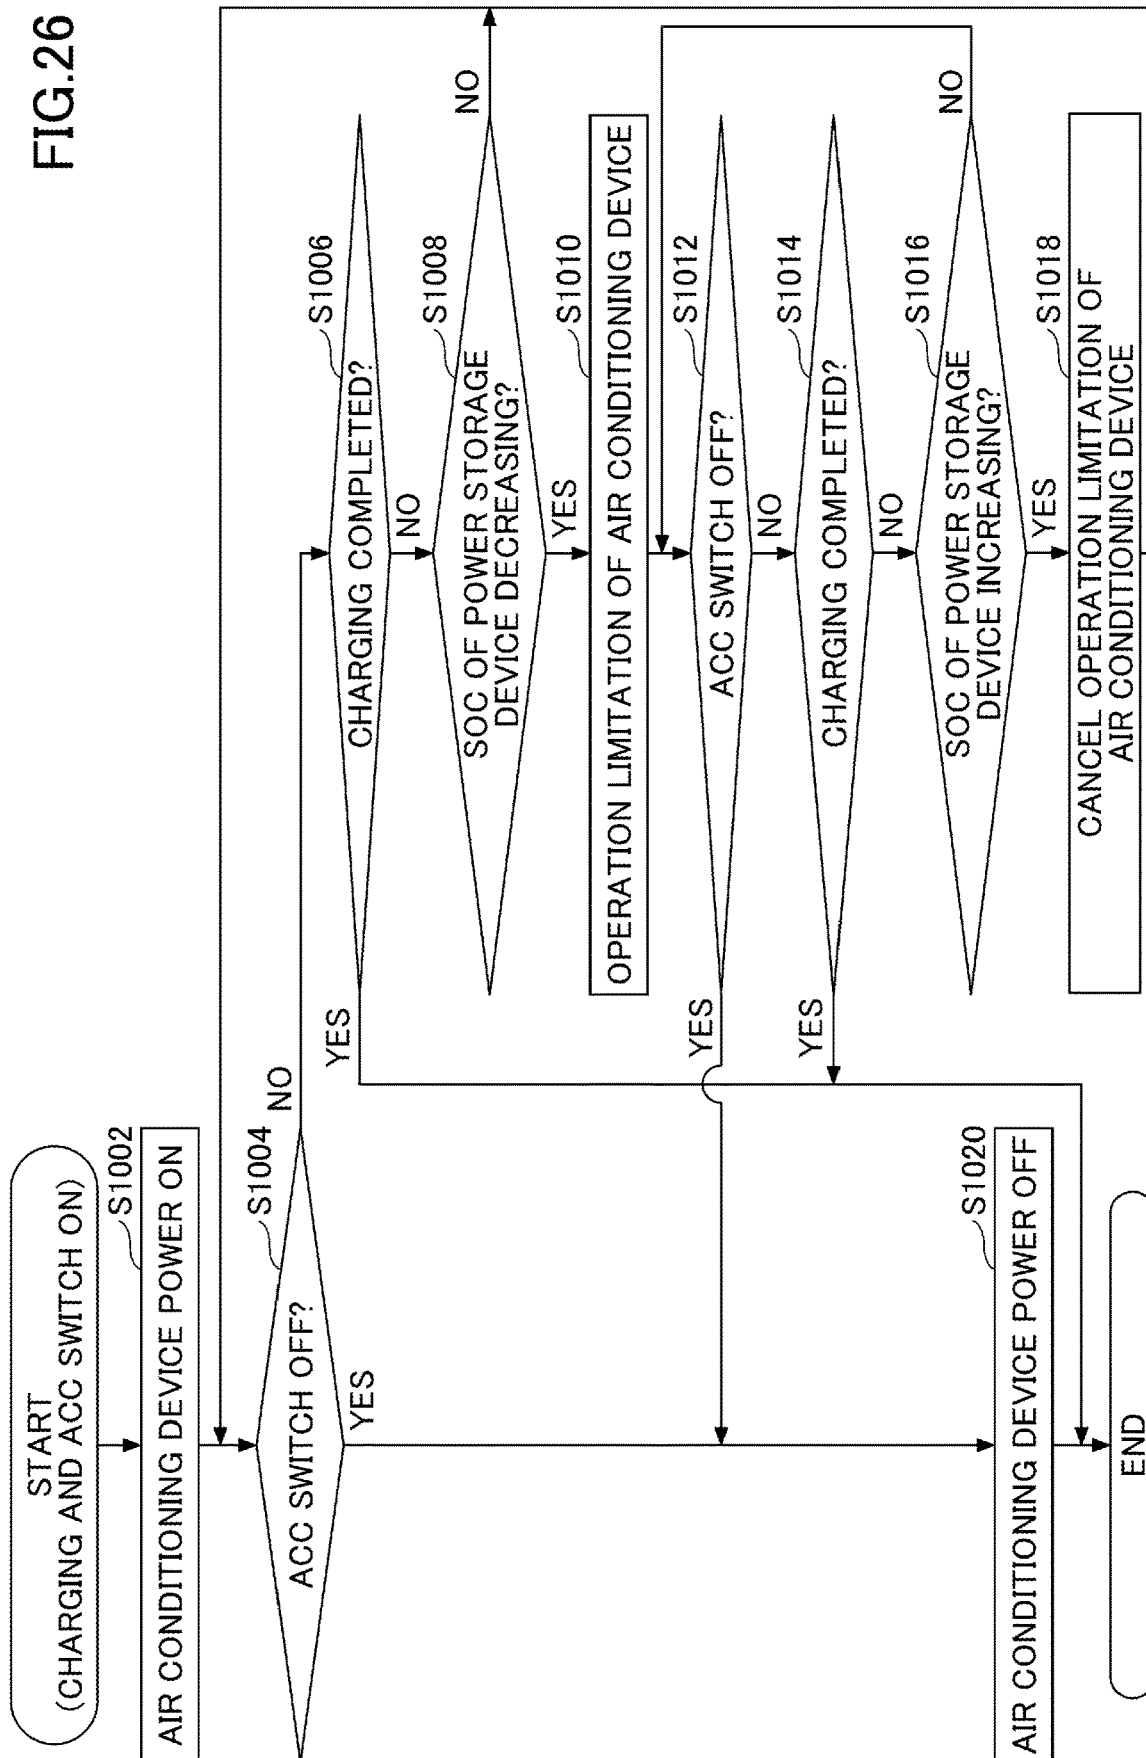 FIG.26
START
(CHARGING AND ACC SWITCH ON)
S1002
AIR CONDITIONING DEVICE POWER ON
S1004
ACC SWITCH OFF?
NO
YES
S1006
CHARGING COMPLETED?
YES
NO
S1008
SOC OF POWER STORAGE
DEVICE DECREASING?
NO
YES
S1010
OPERATION LIMITATION OF AIR CONDITIONING DEVICE
S1012
ACC SWITCH OFF?
YES
NO
S1014
CHARGING COMPLETED?
YES
NO
S1016
SOC OF POWER STORAGE
DEVICE INCREASING?
NO
YES
S1018
CANCEL OPERATION LIMITATION OF
AIR CONDITIONING DEVICE
S1020
AIR CONDITIONING DEVICE POWER OFF
END